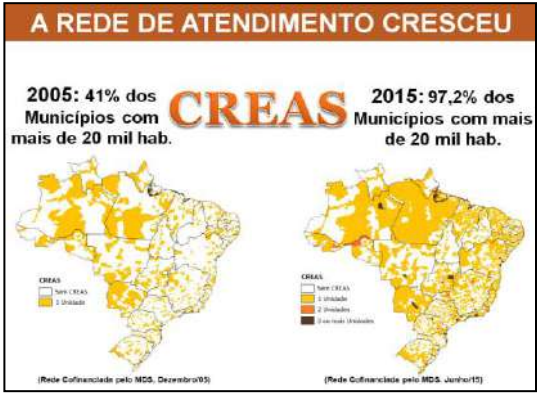 A REDE DE ATENDIMENTO CRESCEU
2005: 41% dos
Municípios com
mais de 20 mil hab.
CREAS
2015: 97,2% dos
Municípios com mais
de 20 mil hab.
CREAS
Sem CREAS
1 Unidade
CREAS
Sem CREAS
1 Unidade
2 Unidades
3 ou mais Unidades
(Rede Cofinanciada pelo MDS, Dezembro/05)
(Rede Cofinanciada pelo MDS. Junho/15)